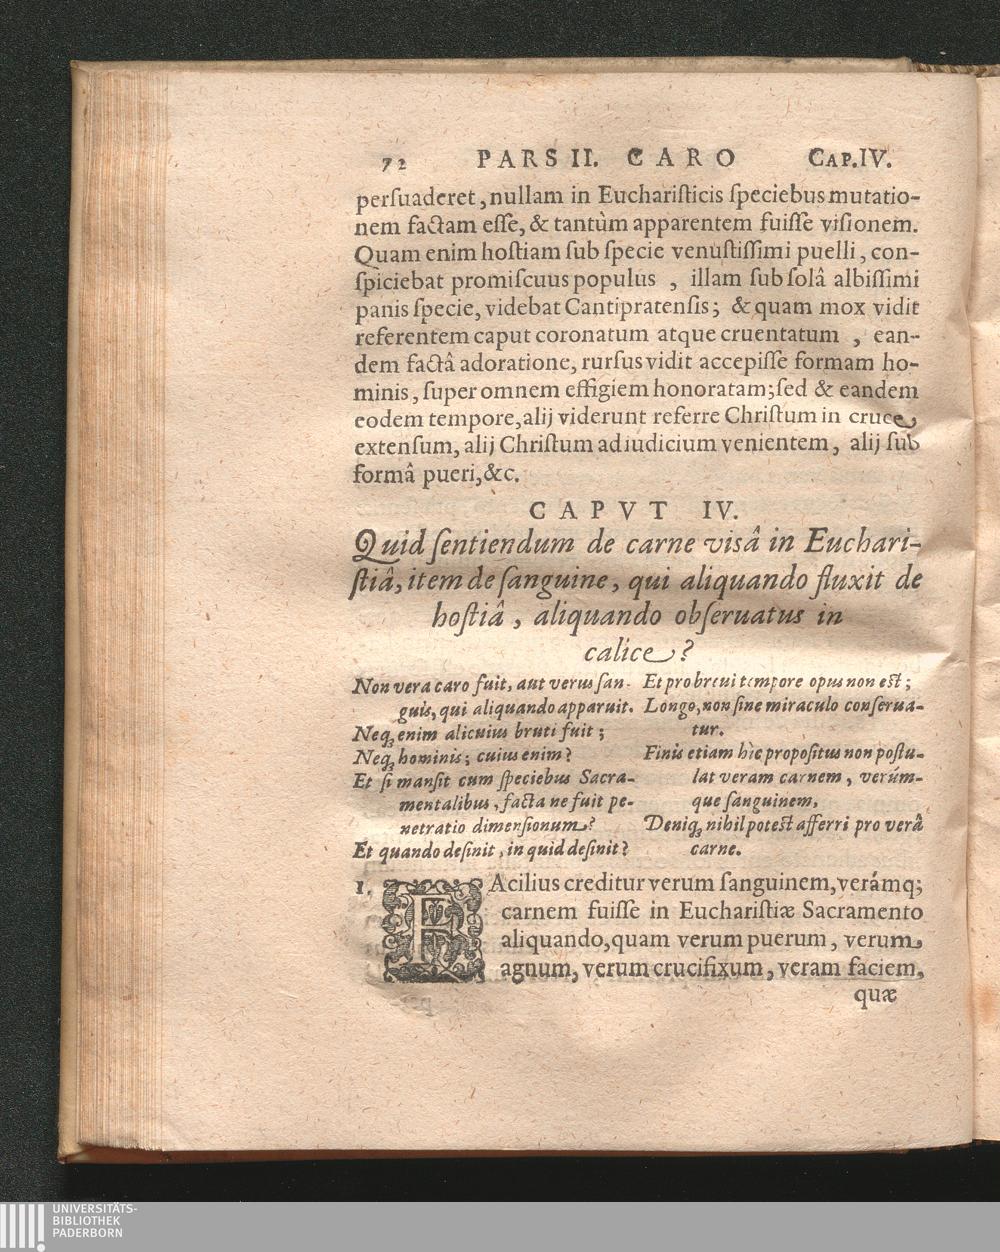 72 PARS II. CARO CAP.IV.
perſuaderet, nullam in Euchariſticis ſpeciebus mutatio-
nem factam eſſe, & tantùm apparentem fuiſſe viſionem.
Quam enim hoſtiam ſub ſpecie venuſtiſſimi puelli, con-
ſpiciebat promiſcuus populus , illam ſub ſolâ albiſſimi
panis ſpecie, videbat Cantipratenſis; & quam mox vidit
referentem caput coronatum atque cruentatum , ean-
dem factâ adoratione, rurſus vidit accepiſſe formam ho-
minis, ſuper omnem effigiem honoratam; ſed & eandem
eodem tempore, alij viderunt referre Chriſtum in cruce
extenſum, alij Chriſtum ad iudicium venientem, alij ſub
formâ pueri, &c.
CAPVT IV.
Quid ſentiendum de carne visâ in Euchari-
ſtiâ, item de ſanguine, qui aliquando fluxit de
hoſtiâ, aliquando obſeruatus in
calice?
Non vera caro fuit, aut verus ſan-
guis, qui aliquando apparuit.
Neq; enim alicuius bruti fuit;
Neq; hominis; cuius enim?
Et ſi manſit cum ſpeciebus Sacra-
mentalibus, facta ne fuit pe-
netratio dimenſionum?
Et quando deſinit, in quid deſinit?
Et pro breui tempore opus non est;
Longo, non ſine miraculo conſerua-
tur.
Finis etiam hìc propoſitus non poſtu-
lat veram carnem, verúm-
que ſanguinem,
Deniq; nihil potest afferri pro verâ
carne.
1. FAcilius creditur verum ſanguinem, verámq;
carnem fuiſſe in Euchariſtiæ Sacramento
aliquando, quam verum puerum, verum
agnum, verum crucifixum, veram faciem,
quæ
UNIVERSITÄTS-
BIBLIOTHEK
PADERBORN